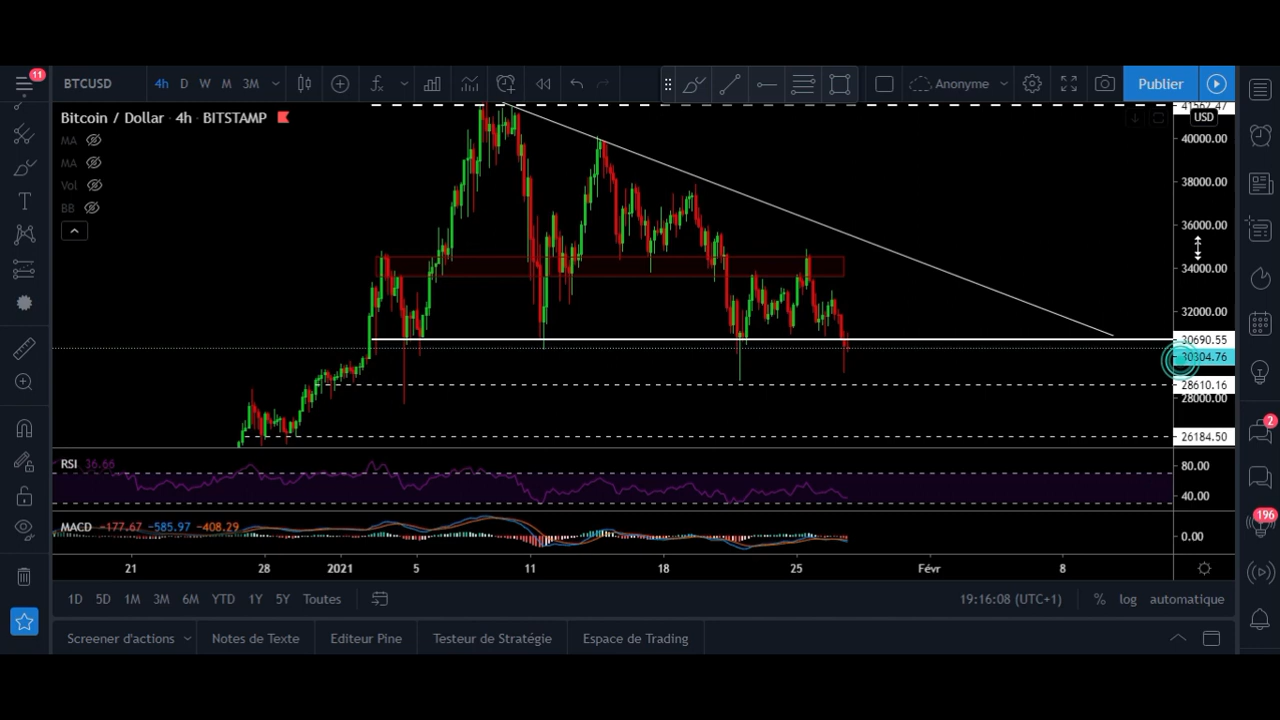 11
BTCUSD 4h D W M 3M Anonyme Publier
Bitcoin / Dollar · 4h · BITSTAMP
MA
MA
Vol
BB
USD
40000.00
38000.00
36000.00
34000.00
32000.00
30690.55
30304.76
28610.16
28000.00
26184.50
RSI 36.66
80.00
40.00
MACD −177.67 −585.97 −408.29
0.00
21 28 2021 5 11 18 25 Févr 8
1D 5D 1M 3M 6M YTD 1Y 5Y Toutes 19:16:08 (UTC+1) % log automatique
Screener d'actions Notes de Texte Editeur Pine Testeur de Stratégie Espace de Trading
2
196